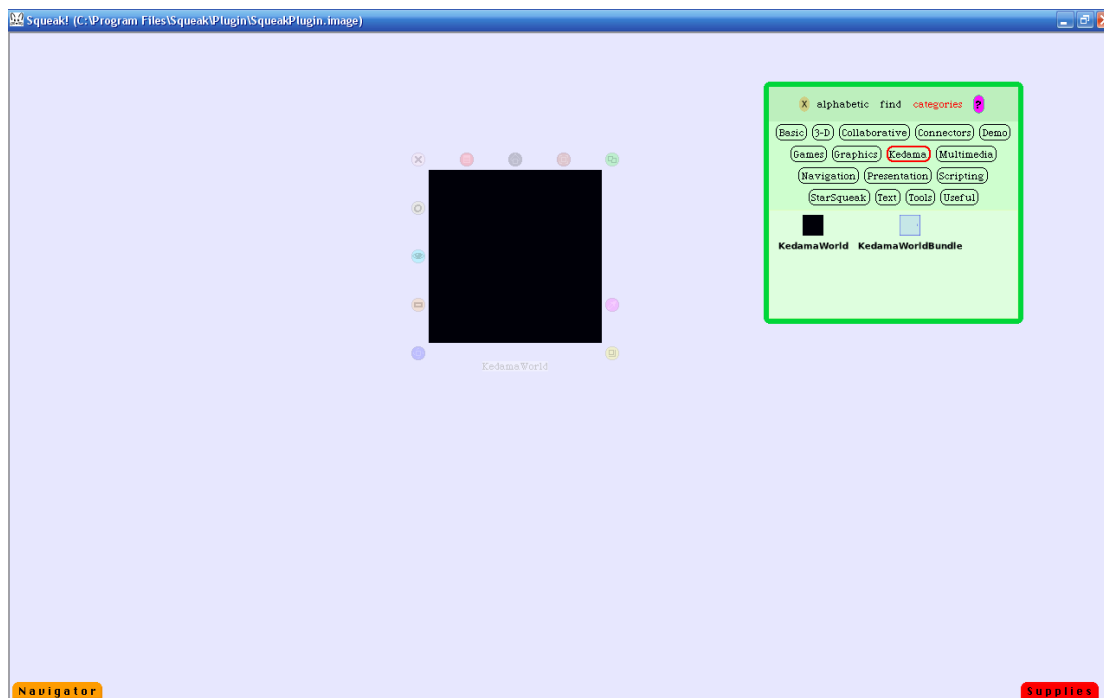 Squeak! (C:\Program Files\Squeak\Plugin\SqueakPlugin.image)
X alphabetic find categories ?
Basic 3-D Collaborative Connectors Demo
Games Graphics Kedama Multimedia
Navigation Presentation Scripting
StarSqueak Text Tools Useful
KedamaWorld KedamaWorldBundle
KedamaWorld
Navigator
Supplies